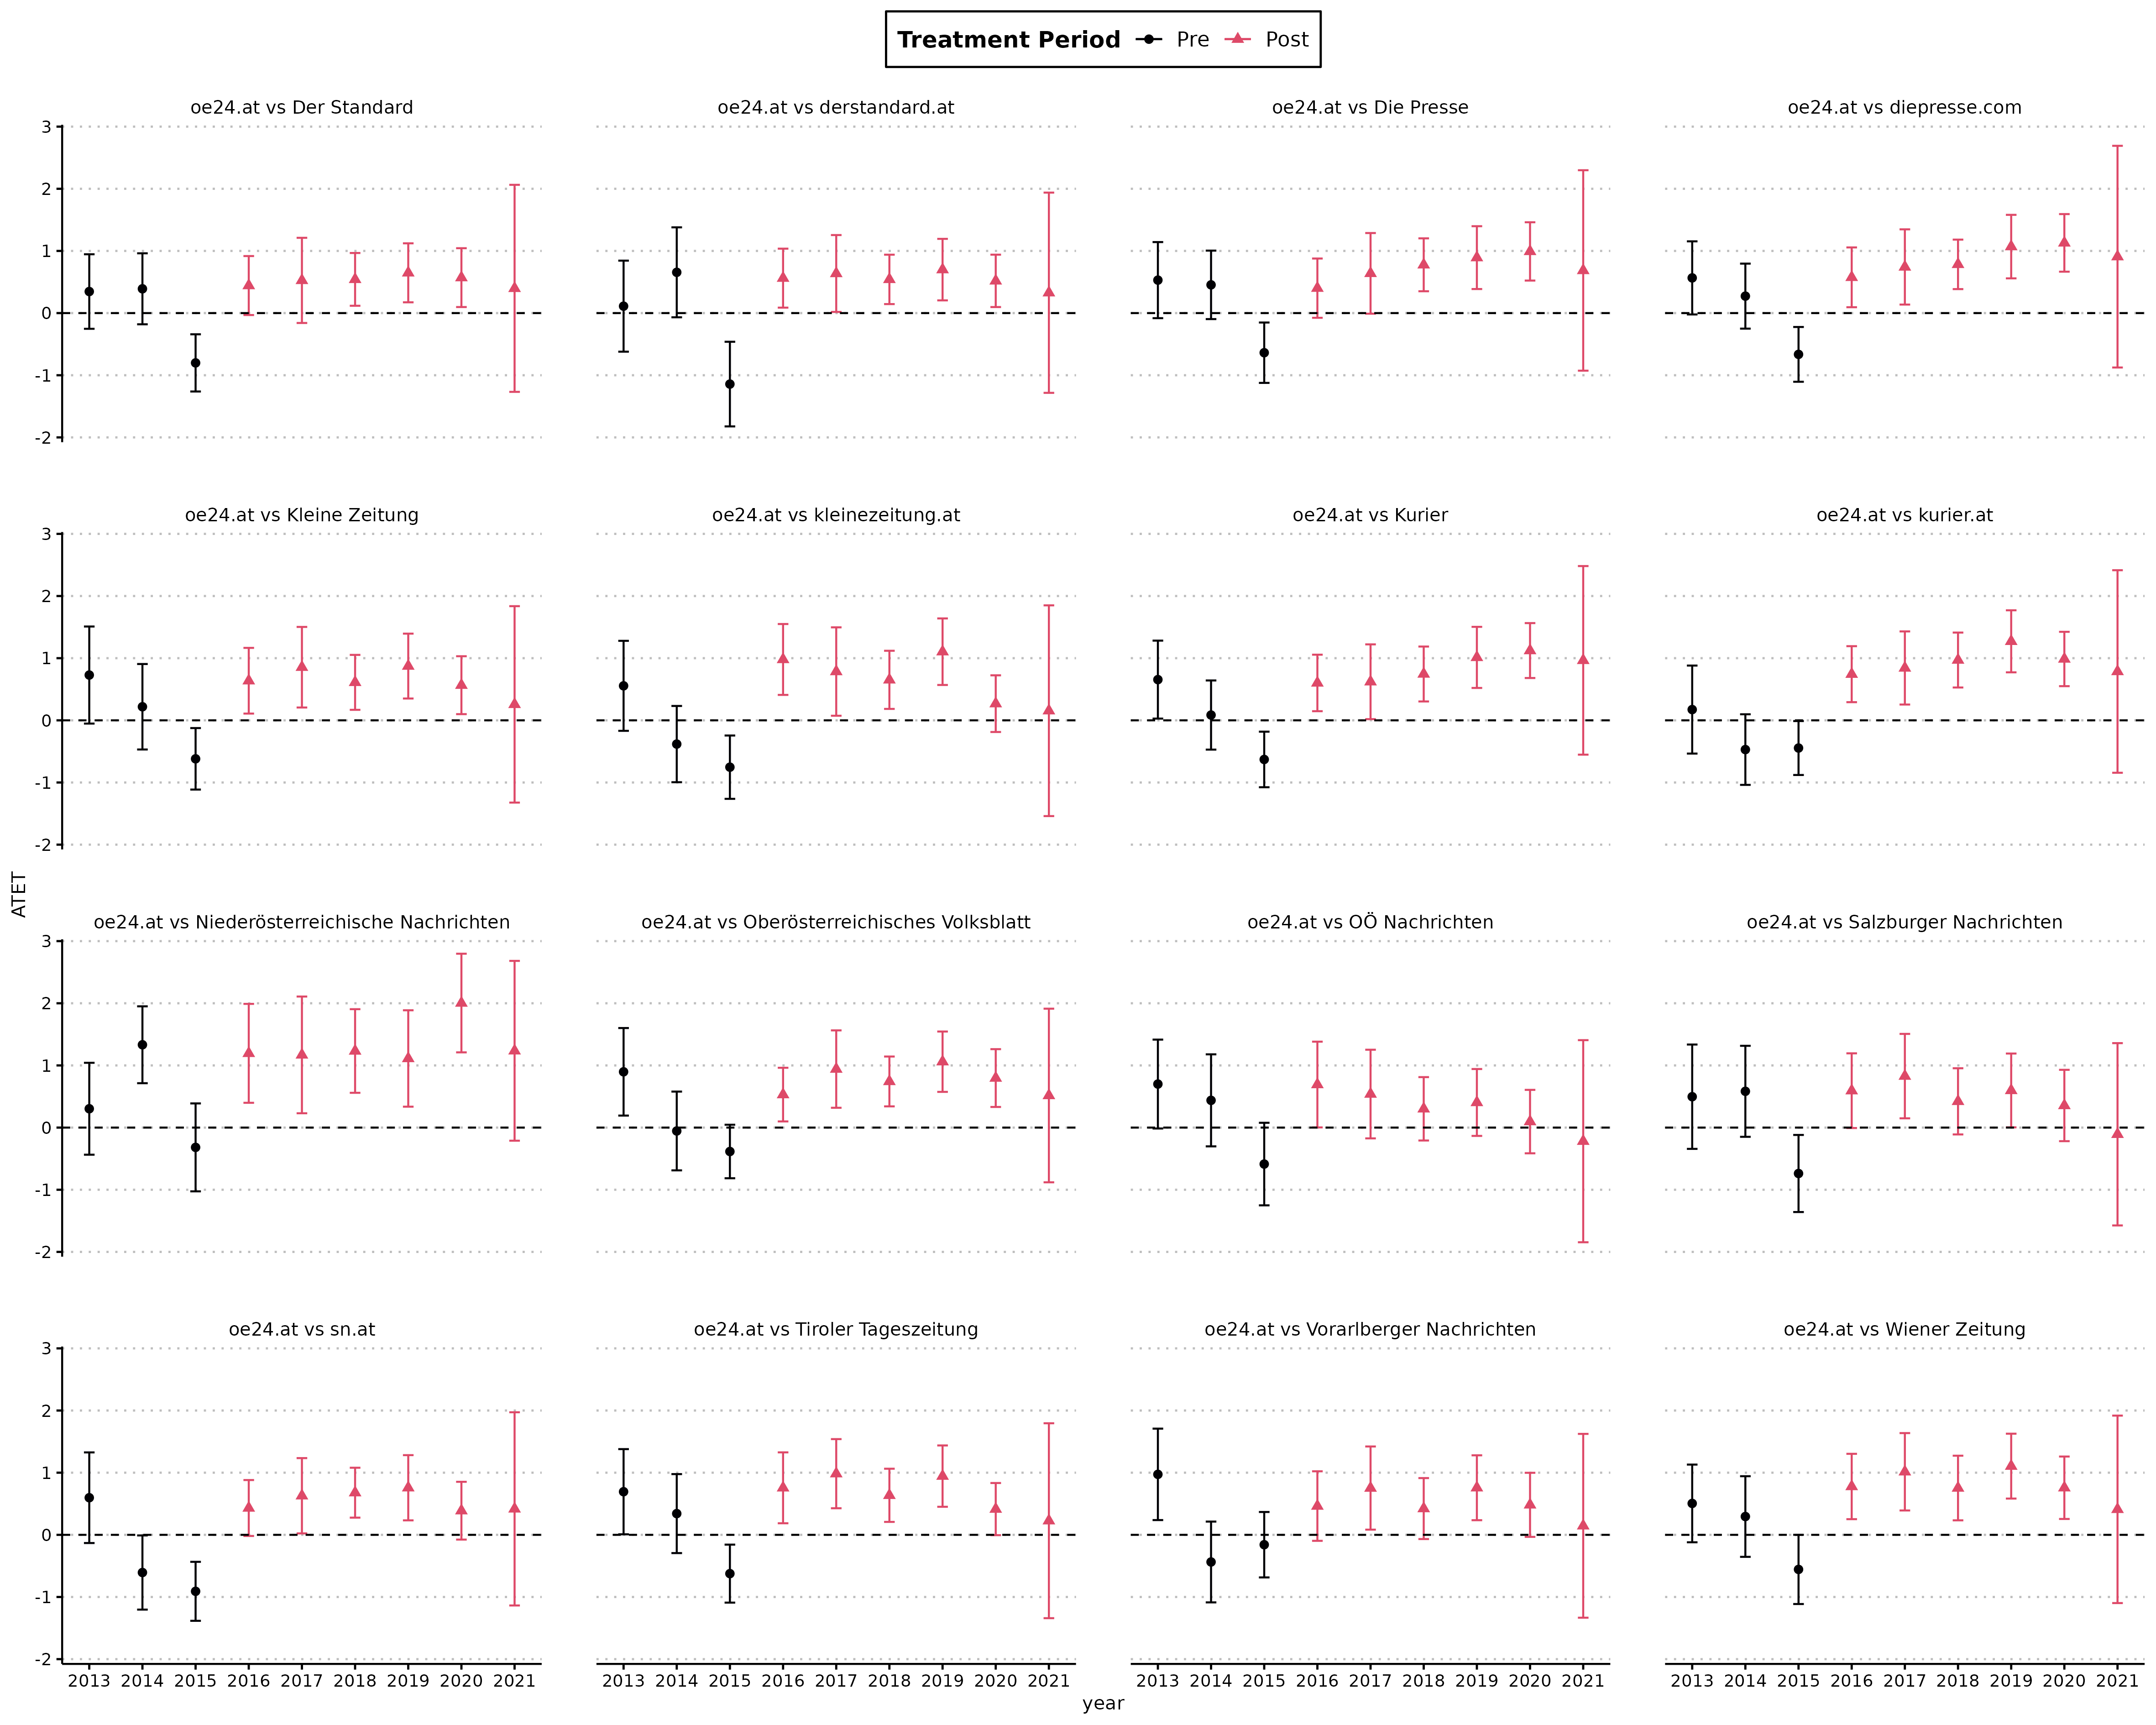 Treatment Period Pre Post
oe24.at vs Der Standard
oe24.at vs derstandard.at
oe24.at vs Die Presse
oe24.at vs diepresse.com
3
2
1
0
-1
-2
oe24.at vs Kleine Zeitung
oe24.at vs kleinezeitung.at
oe24.at vs Kurier
oe24.at vs kurier.at
3
2
1
0
-1
-2
ATET
oe24.at vs Niederösterreichische Nachrichten
oe24.at vs Oberösterreichisches Volksblatt
oe24.at vs OÖ Nachrichten
oe24.at vs Salzburger Nachrichten
3
2
1
0
-1
-2
oe24.at vs sn.at
oe24.at vs Tiroler Tageszeitung
oe24.at vs Vorarlberger Nachrichten
oe24.at vs Wiener Zeitung
3
2
1
0
-1
-2
2013 2014 2015 2016 2017 2018 2019 2020 2021
2013 2014 2015 2016 2017 2018 2019 2020 2021
2013 2014 2015 2016 2017 2018 2019 2020 2021
2013 2014 2015 2016 2017 2018 2019 2020 2021
year